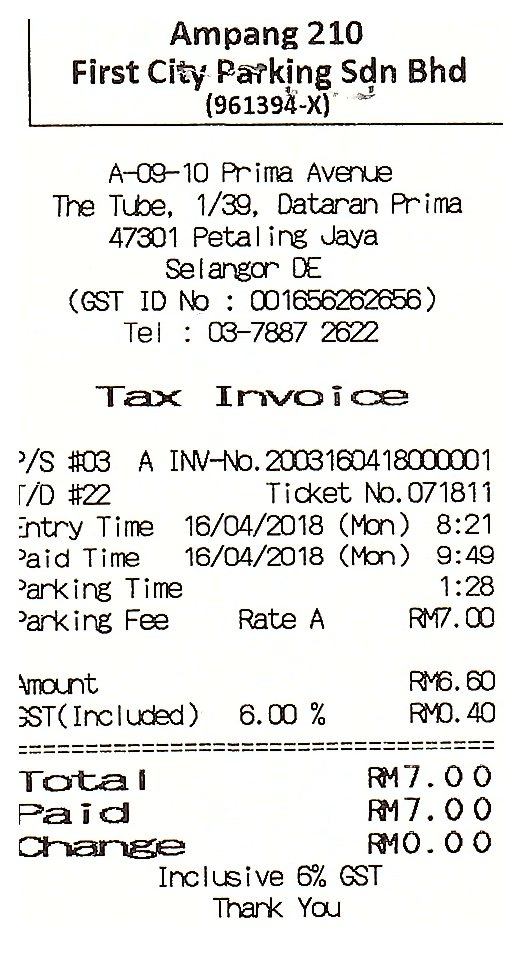 Ampang 210
First City Parking Sdn Bhd
(961394-X)
A-09-10 Prima Avenue
The Tube, 1/39, Dataran Prima
47301 Petaling Jaya
Selangor DE
(GST ID No : 001656262656)
Tel : 03-7887 2622
Tax Invoice
P/S #03 A INV-No.2003160418000001
T/D #22 Ticket No.071811
Entry Time 16/04/2018 (Mon) 8:21
Paid Time 16/04/2018 (Mon) 9:49
Parking Time 1:28
Parking Fee Rate A RM7.00
Amount RM6.60
GST(Included) 6.00 % RM0.40
===============================================
Total RM7.00
Paid RM7.00
Change RM0.00
Inclusive 6% GST
Thank You